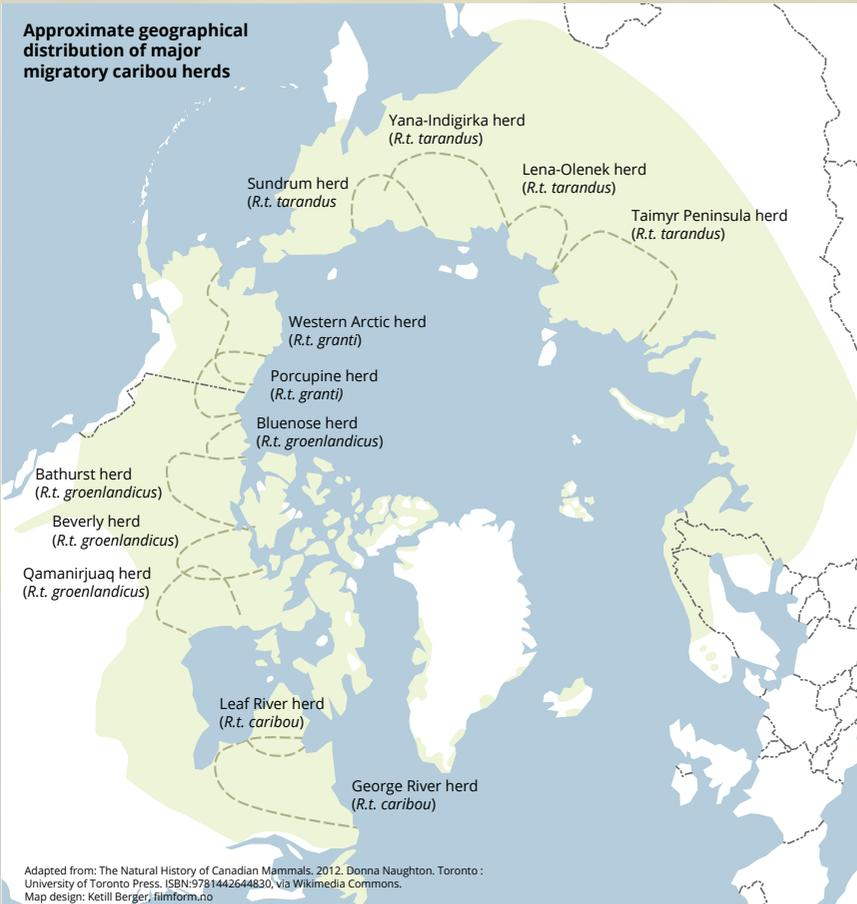 Approximate geographical
distribution of major
migratory caribou herds
Yana-Indigirka herd
(R.t. tarandus)
Lena-Olenek herd
(R.t. tarandus)
Sundrum herd
(R.t. tarandus
Taimyr Peninsula herd
(R.t. tarandus)
Western Arctic herd
(R.t. granti)
Porcupine herd
(R.t. granti)
Bluenose herd
(R.t. groenlandicus)
Bathurst herd
(R.t. groenlandicus)
Beverly herd
(R.t. groenlandicus)
Qamanirjuaq herd
(R.t. groenlandicus)
Leaf River herd
(R.t. caribou)
George River herd
(R.t. caribou)
Adapted from: The Natural History of Canadian Mammals. 2012. Donna Naughton. Toronto :
University of Toronto Press. ISBN:9781442644830, via Wikimedia Commons.
Map design: Ketill Berger, filmform.no